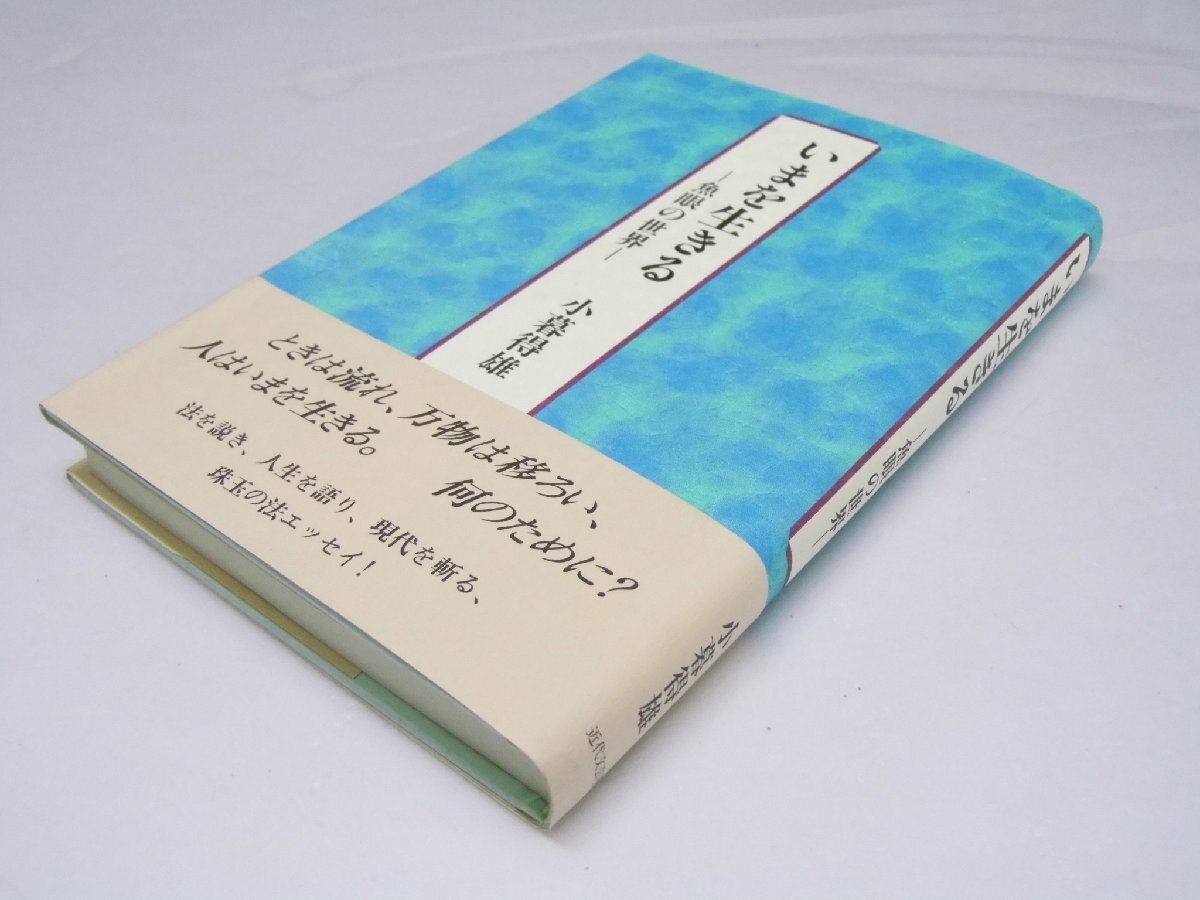 いまを生きる
─魚眼の世界─
小暮得雄
ときは流れ、万物は移ろい、
人はいまを生きる。
何のために?
法を説き、人生を語り、現代を斬る、
珠玉の法エッセイ!
いまを生きる
─魚眼の世界─
小暮得雄
近代文